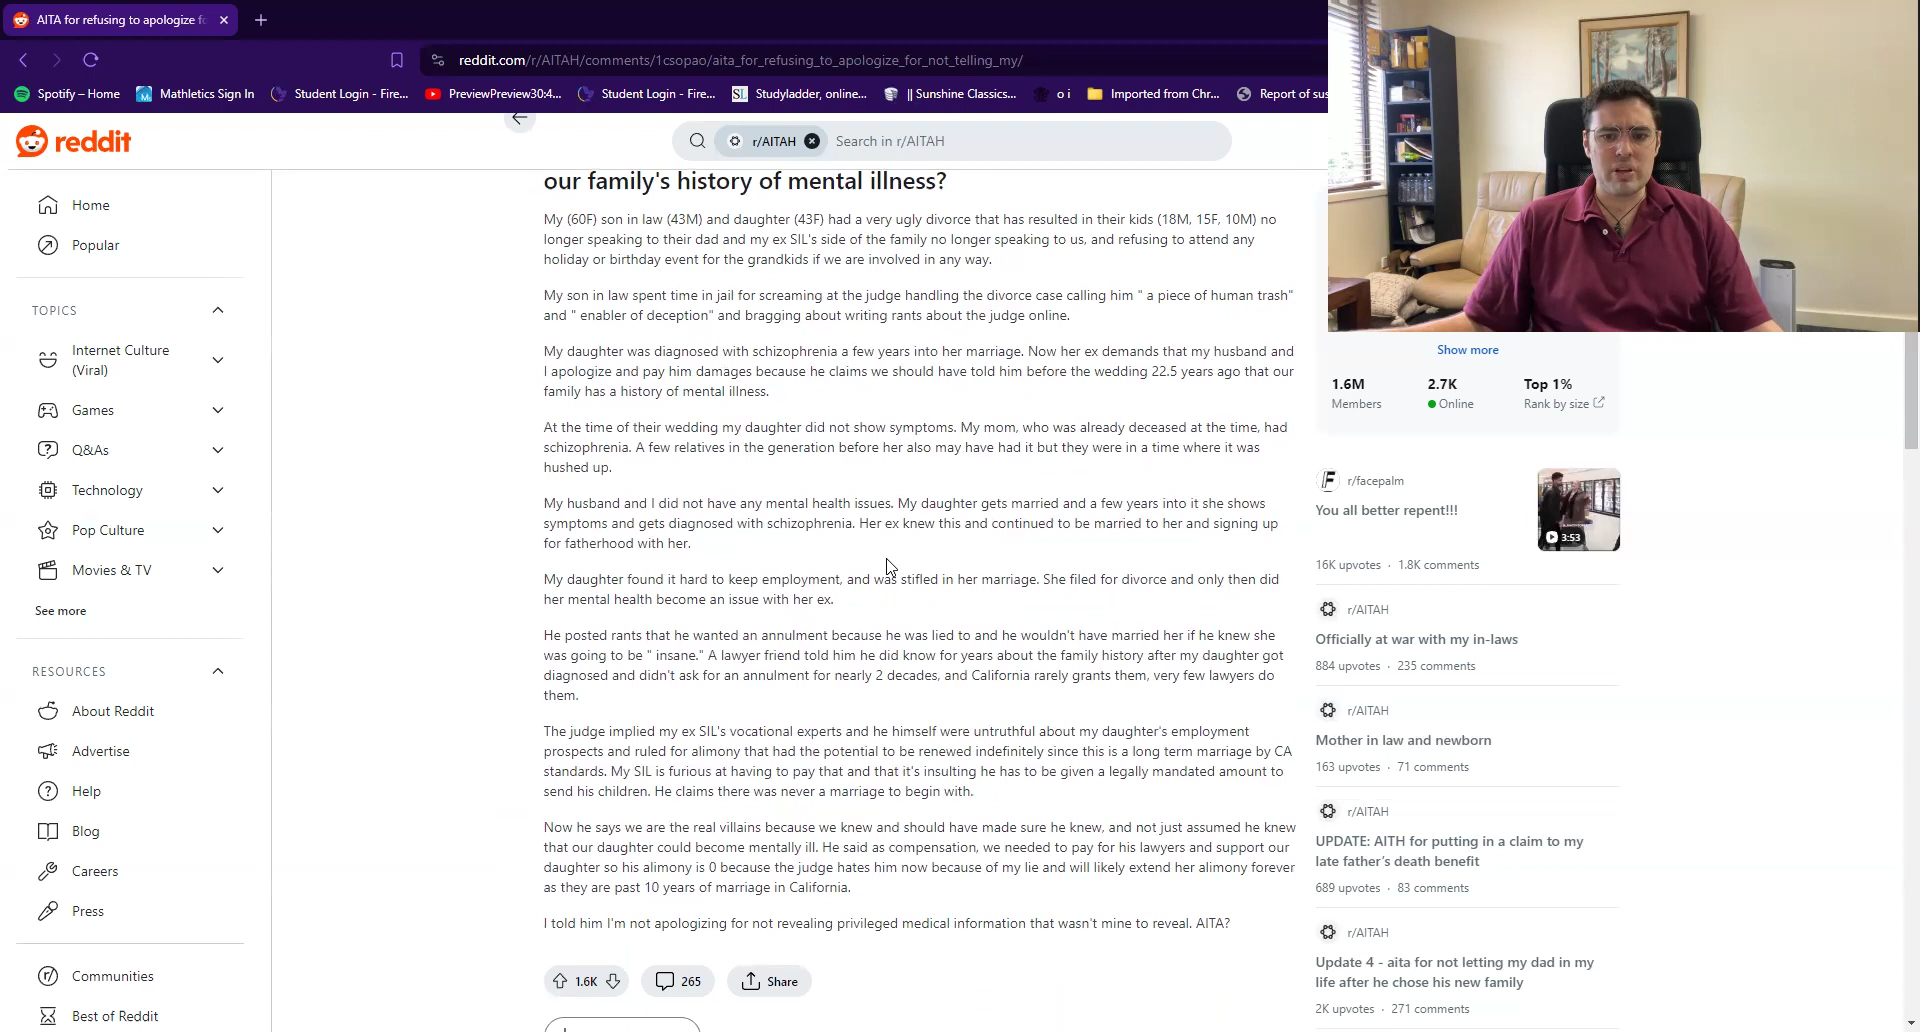 AITA for refusing to apologize fo
reddit.com/r/AITAH/comments/1csopao/aita_for_refusing_to_apologize_for_not_telling_my/
Spotify – Home
Mathletics Sign In
Student Login - Fire...
PreviewPreview30:4...
Student Login - Fire...
Studyladder, online...
|| Sunshine Classics...
o i
Imported from Chr...
Report of sus
reddit
r/AITAH
Search in r/AITAH
Home
Popular
TOPICS
Internet Culture
(Viral)
Games
Q&As
Technology
Pop Culture
Movies & TV
See more
RESOURCES
About Reddit
Advertise
Help
Blog
Careers
Press
Communities
Best of Reddit
our family's history of mental illness?
My (60F) son in law (43M) and daughter (43F) had a very ugly divorce that has resulted in their kids (18M, 15F, 10M) no
longer speaking to their dad and my ex SIL's side of the family no longer speaking to us, and refusing to attend any
holiday or birthday event for the grandkids if we are involved in any way.
My son in law spent time in jail for screaming at the judge handling the divorce case calling him " a piece of human trash"
and " enabler of deception" and bragging about writing rants about the judge online.
My daughter was diagnosed with schizophrenia a few years into her marriage. Now her ex demands that my husband and
I apologize and pay him damages because he claims we should have told him before the wedding 22.5 years ago that our
family has a history of mental illness.
At the time of their wedding my daughter did not show symptoms. My mom, who was already deceased at the time, had
schizophrenia. A few relatives in the generation before her also may have had it but they were in a time where it was
hushed up.
My husband and I did not have any mental health issues. My daughter gets married and a few years into it she shows
symptoms and gets diagnosed with schizophrenia. Her ex knew this and continued to be married to her and signing up
for fatherhood with her.
My daughter found it hard to keep employment, and was stifled in her marriage. She filed for divorce and only then did
her mental health become an issue with her ex.
He posted rants that he wanted an annulment because he was lied to and he wouldn't have married her if he knew she
was going to be " insane." A lawyer friend told him he did know for years about the family history after my daughter got
diagnosed and didn't ask for an annulment for nearly 2 decades, and California rarely grants them, very few lawyers do
them.
The judge implied my ex SIL's vocational experts and he himself were untruthful about my daughter's employment
prospects and ruled for alimony that had the potential to be renewed indefinitely since this is a long term marriage by CA
standards. My SIL is furious at having to pay that and that it's insulting he has to be given a legally mandated amount to
send his children. He claims there was never a marriage to begin with.
Now he says we are the real villains because we knew and should have made sure he knew, and not just assumed he knew
that our daughter could become mentally ill. He said as compensation, we needed to pay for his lawyers and support our
daughter so his alimony is 0 because the judge hates him now because of my lie and will likely extend her alimony forever
as they are past 10 years of marriage in California.
I told him I'm not apologizing for not revealing privileged medical information that wasn't mine to reveal. AITA?
1.6K
265
Share
Show more
1.6M
2.7K
Top 1%
Members
Online
Rank by size
r/facepalm
You all better repent!!!
3:53
16K upvotes · 1.8K comments
r/AITAH
Officially at war with my in-laws
884 upvotes · 235 comments
r/AITAH
Mother in law and newborn
163 upvotes · 71 comments
r/AITAH
UPDATE: AITH for putting in a claim to my
late father's death benefit
689 upvotes · 83 comments
r/AITAH
Update 4 - aita for not letting my dad in my
life after he chose his new family
2K upvotes · 271 comments